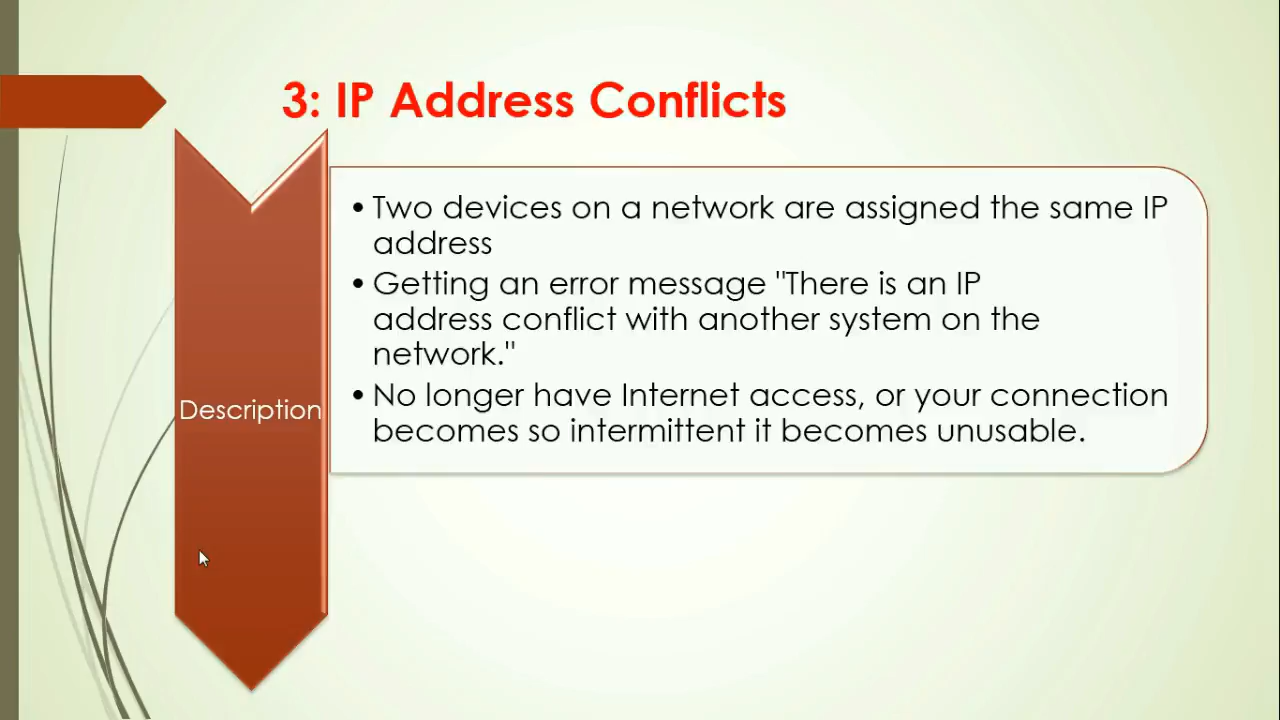 3: IP Address Conflicts
• Two devices on a network are assigned the same IP
address
• Getting an error message "There is an IP
address conflict with another system on the
network."
Description
• No longer have Internet access, or your connection
becomes so intermittent it becomes unusable.